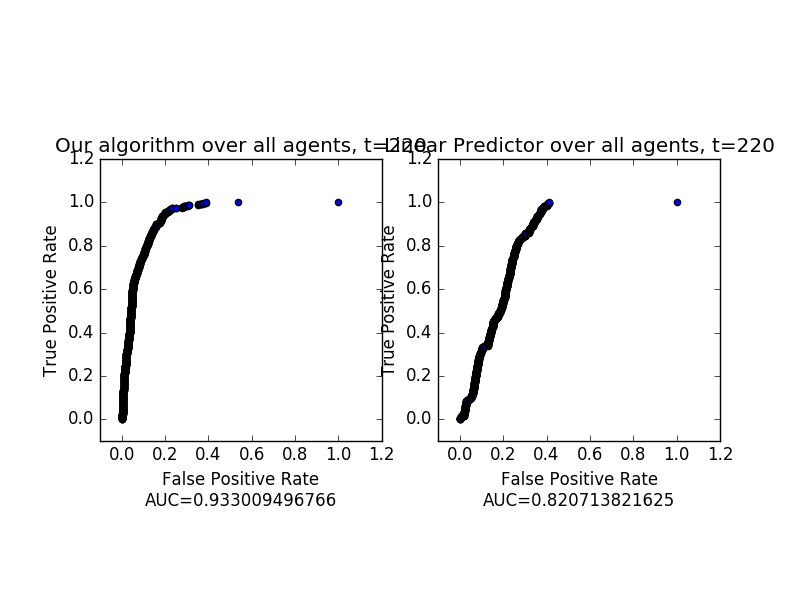 Our algorithm over all agents, t=220
Linear Predictor over all agents, t=220
1.2
1.0
0.8
0.6
0.4
0.2
0.0
True Positive Rate
0.0 0.2 0.4 0.6 0.8 1.0 1.2
False Positive Rate
AUC=0.933009496766
1.2
1.0
0.8
0.6
0.4
0.2
0.0
True Positive Rate
0.0 0.2 0.4 0.6 0.8 1.0 1.2
False Positive Rate
AUC=0.820713821625